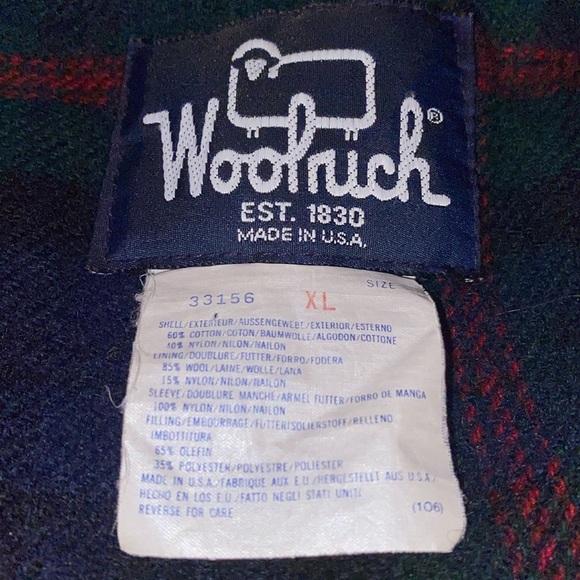 Woolrich®
EST. 1830
MADE IN U.S.A.
SIZE
33156 XL
SHELL/EXTERIEUR/AUSSENGEWEBE/EXTERIOR/ESTERNO
60% COTTON/COTON/BAUMWOLLE/ALGODON/COTTONE
40% NYLON/NILON/NAILON
LINING/DOUBLURE/FUTTER/FORRO/FODERA
85% WOOL/LAINE/WOLLE/LANA
15% NYLON/NILON/NAILON
SLEEVE/DOUBLURE MANCHE/ARMEL FUTTER/FORRO DE MANGA
100% NYLON/NILON/NAILON
FILLING/EMBOURRAGE/FUTTERISOLIERSTOFF/RELLENO
IMBOTTITURA
65% OLEFIN
35% POLYESTER/POLYESTRE/POLIESTER
MADE IN U.S.A./FABRIQUE AUX E.U./HERGESTELLT AUS U.S.A/
HECHO EN LOS E.U./FATTO NEGLI STATI UNITI
REVERSE FOR CARE (106)